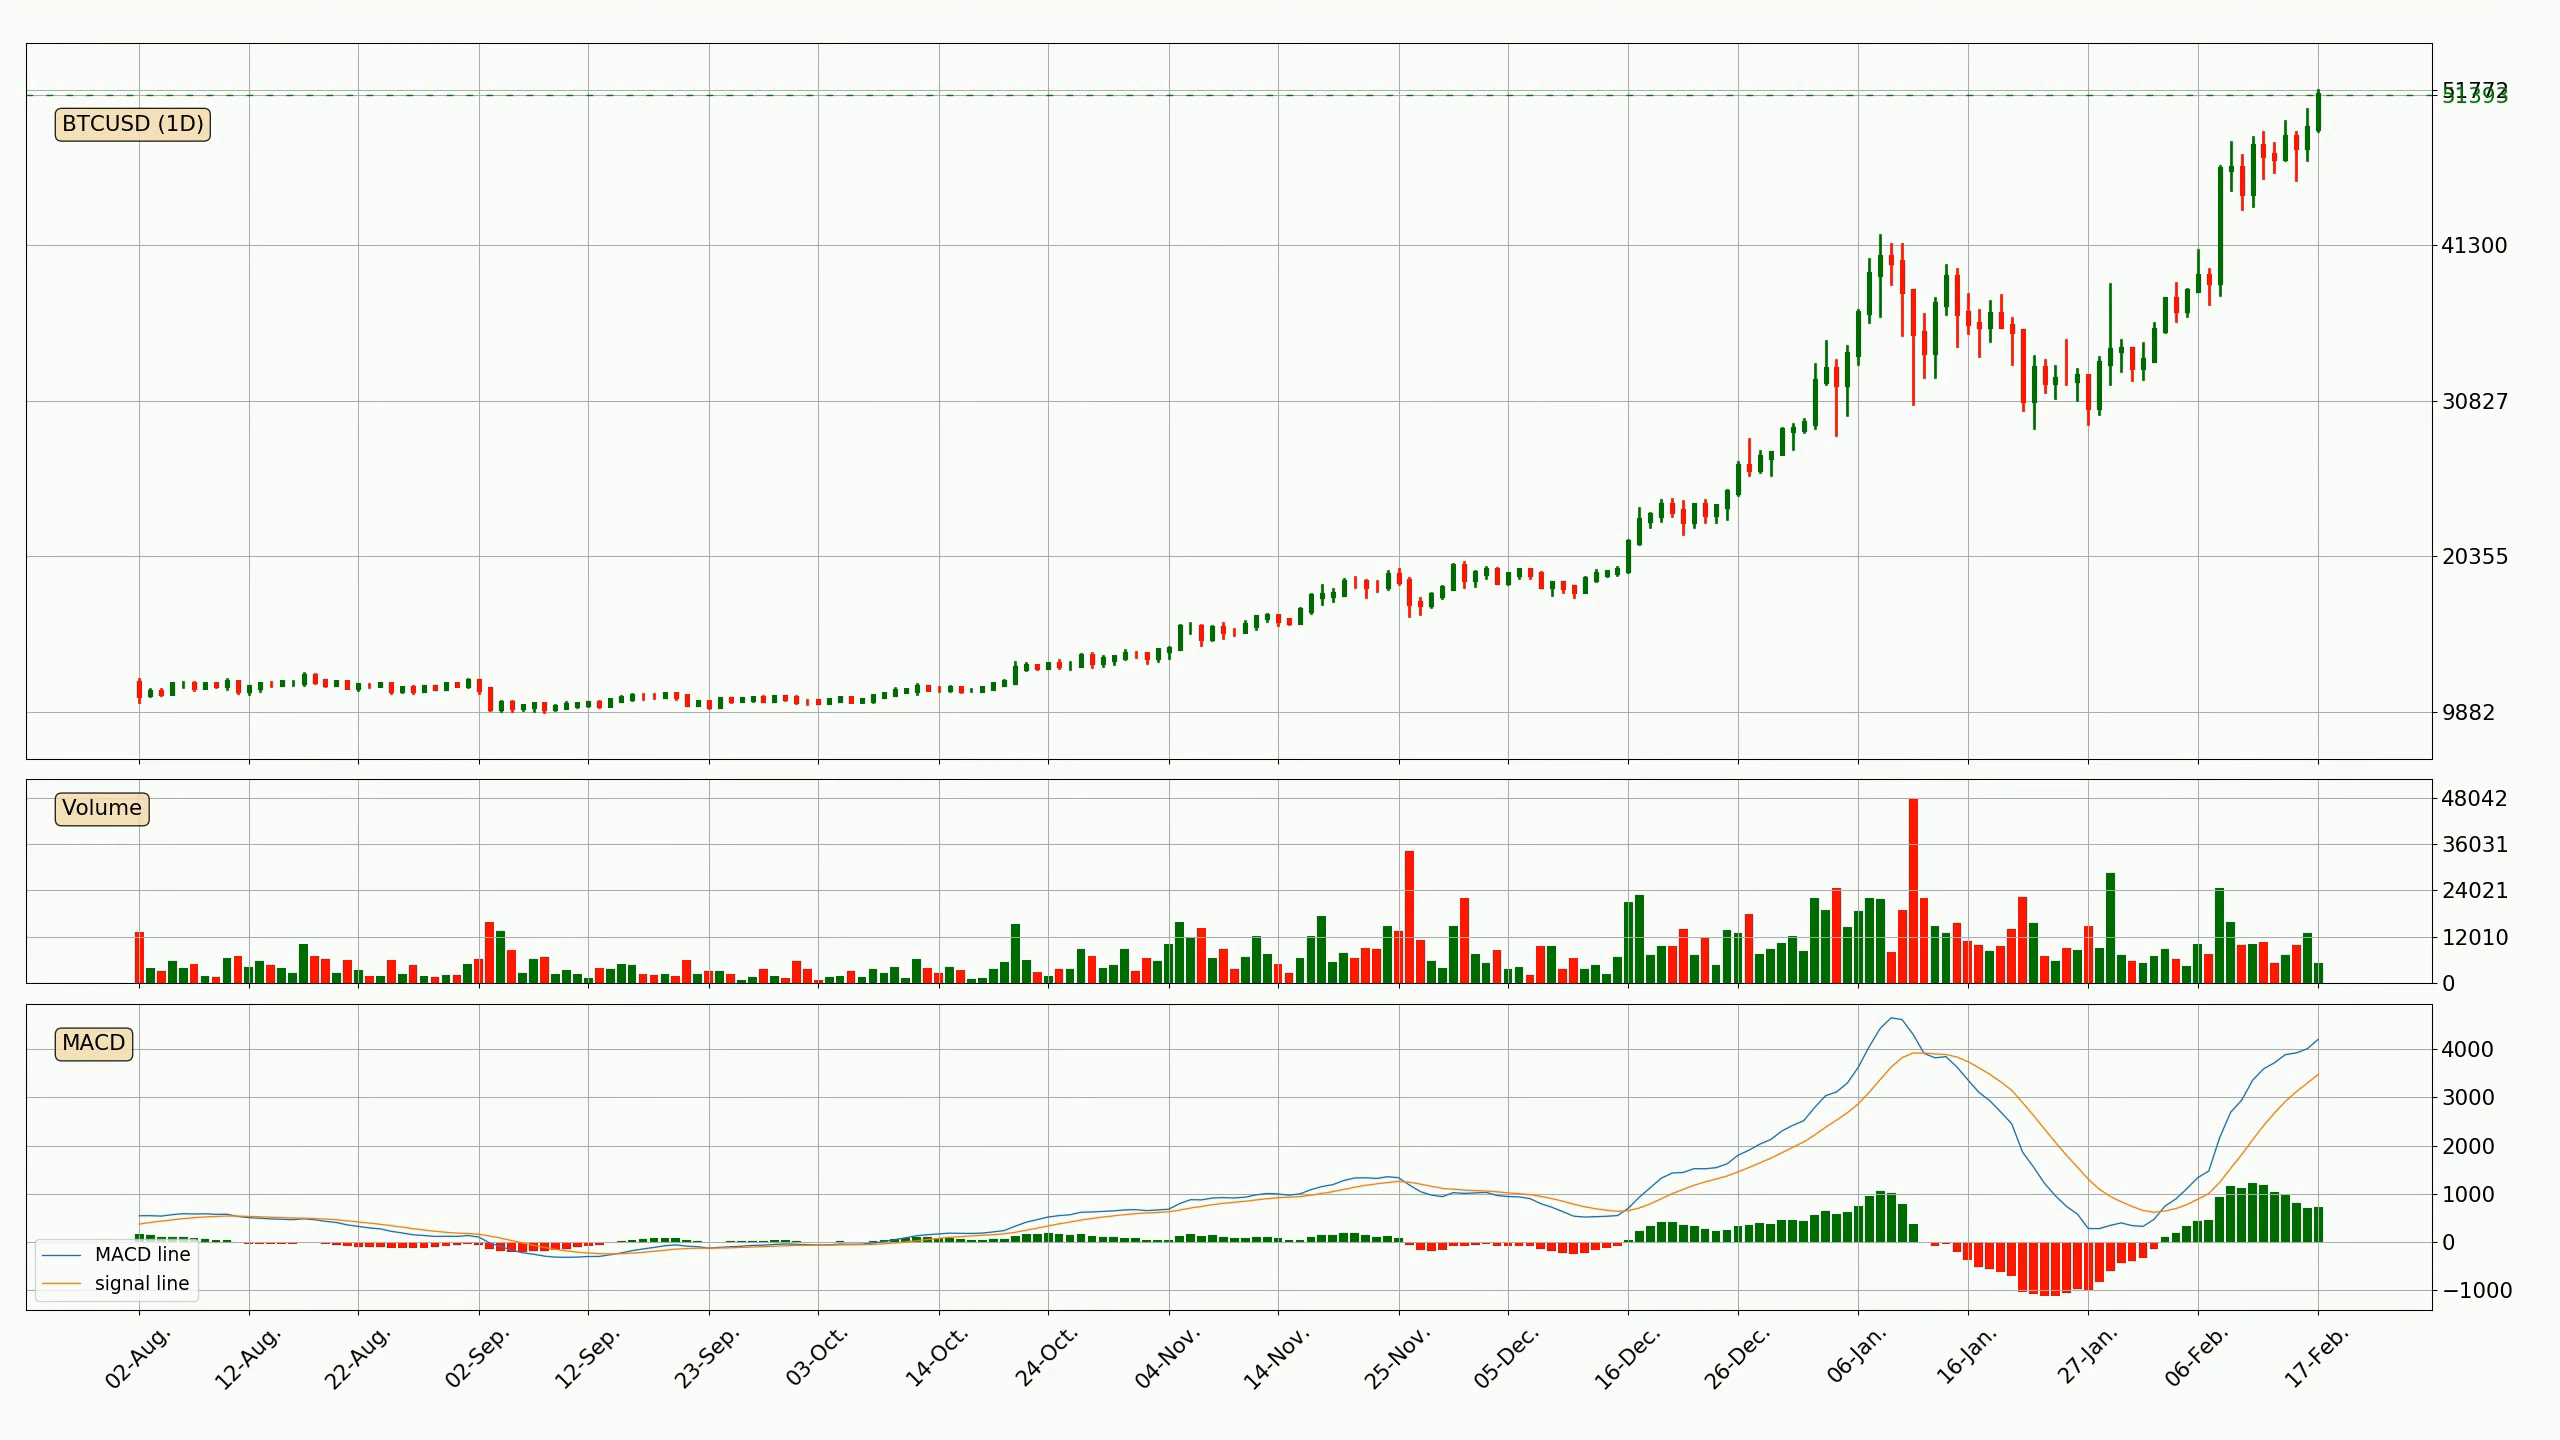 51772
51393
BTCUSD (1D)
41300
30827
20355
9882
Volume
48042
36031
24021
12010
0
MACD
4000
3000
2000
1000
0
−1000
MACD line
signal line
02-Aug.
12-Aug.
22-Aug.
02-Sep.
12-Sep.
23-Sep.
03-Oct.
14-Oct.
24-Oct.
04-Nov.
14-Nov.
25-Nov.
05-Dec.
16-Dec.
26-Dec.
06-Jan.
16-Jan.
27-Jan.
06-Feb.
17-Feb.